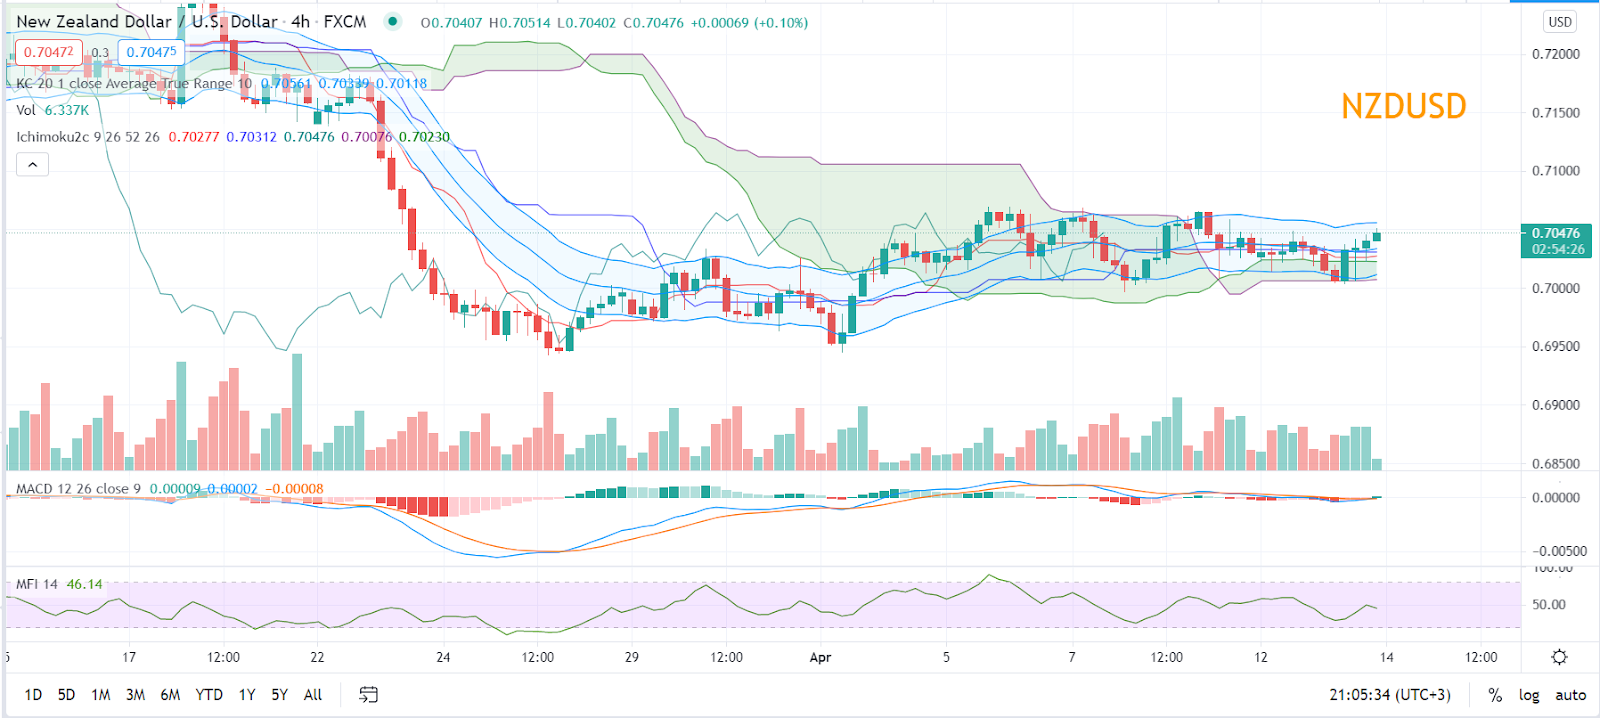 New Zealand Dollar / U.S. Dollar · 4h · FXCM O0.70407 H0.70514 L0.70402 C0.70476 +0.00069 (+0.10%)
USD
0.70472 0.3 0.70475
0.72000
KC 20 1 close Average True Range 10 0.70561 0.70339 0.70118
NZDUSD
Vol 6.337K
0.71500
Ichimoku2c 9 26 52 26 0.70277 0.70312 0.70476 0.70076 0.70230
0.71000
0.70476
02:54:26
0.70000
0.69500
0.69000
0.68500
MACD 12 26 close 9 0.00009 0.00002 −0.00008
0.00000
−0.00500
100.00
MFI 14 46.14
50.00
17 12:00 22 24 12:00 29 12:00 Apr 5 7 12:00 12 14 12:00
1D 5D 1M 3M 6M YTD 1Y 5Y All 21:05:34 (UTC+3) % log auto